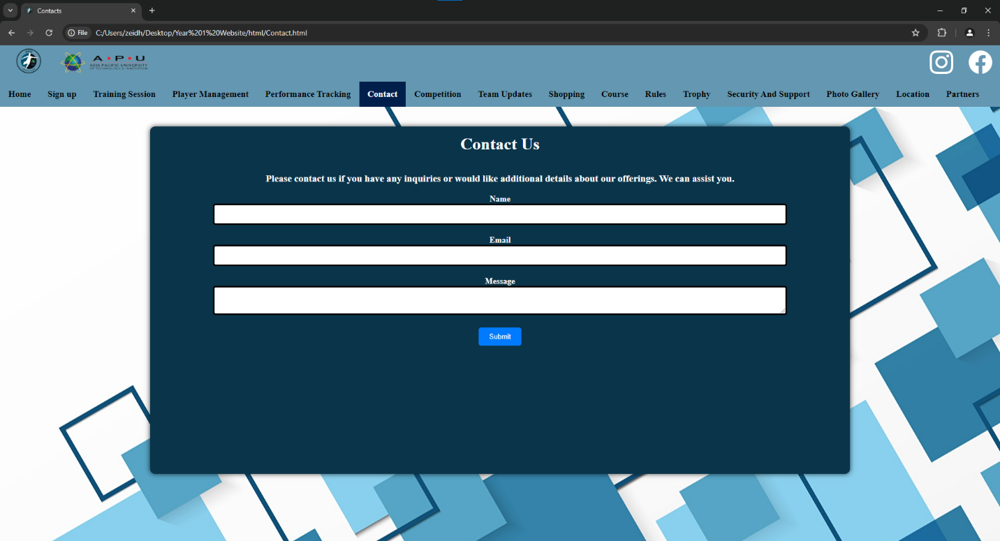 Contacts
File C:/Users/zeidh/Desktop/Year%201%20Website/html/Contact.html
A•P•U
ASIA PACIFIC UNIVERSITY
OF TECHNOLOGY & INNOVATION
Home Sign up Training Session Player Management Performance Tracking Contact Competition Team Updates Shopping Course Rules Trophy Security And Support Photo Gallery Location Partners
Contact Us
Please contact us if you have any inquiries or would like additional details about our offerings. We can assist you.
Name
Email
Message
Submit